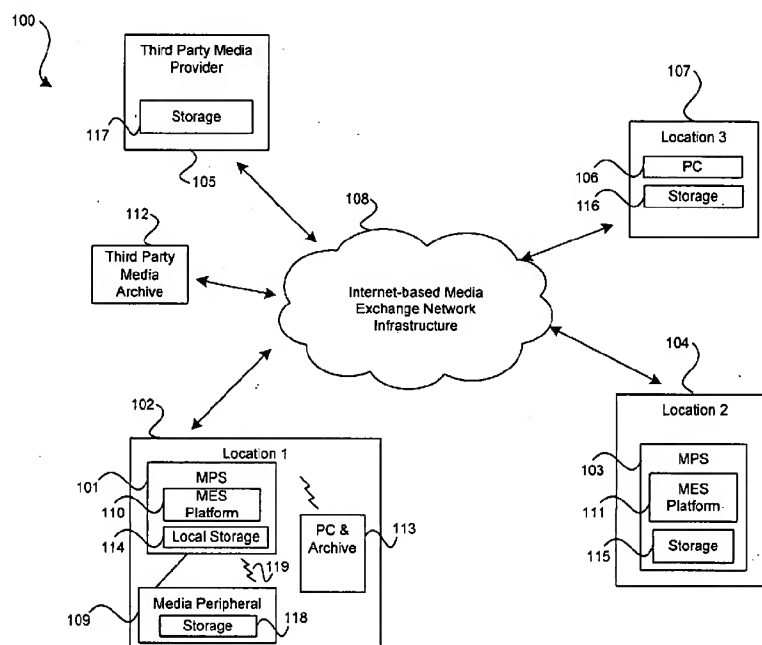 100
Third Party Media
Provider
Storage
117
105
107
Location 3
PC
106
Storage
116
112
Third Party
Media
Archive
108
Internet-based Media
Exchange Network
Infrastructure
104
Location 2
MPS
103
MES
Platform
111
Storage
115
102
Location 1
MPS
101
MES
Platform
110
Local Storage
114
PC &
Archive
113
119
Media Peripheral
109
Storage
118